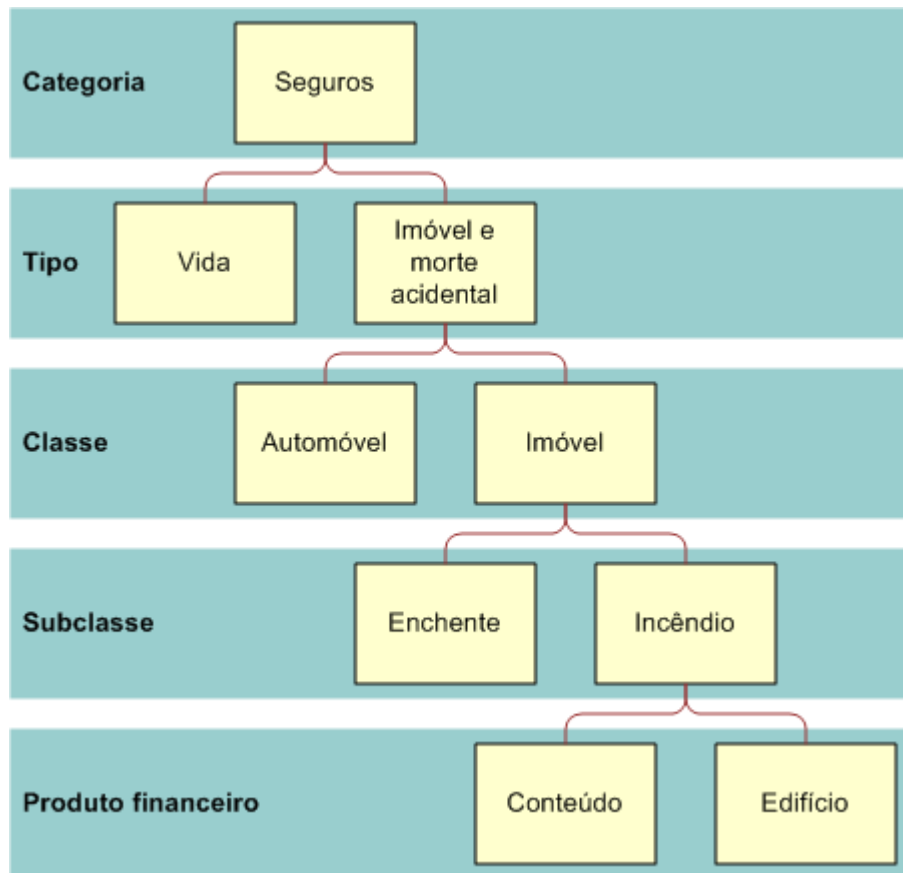 Categoria
Seguros
Tipo
Vida
Imóvel e
morte
acidental
Classe
Automóvel
Imóvel
Subclasse
Enchente
Incêndio
Produto financeiro
Conteúdo
Edifício